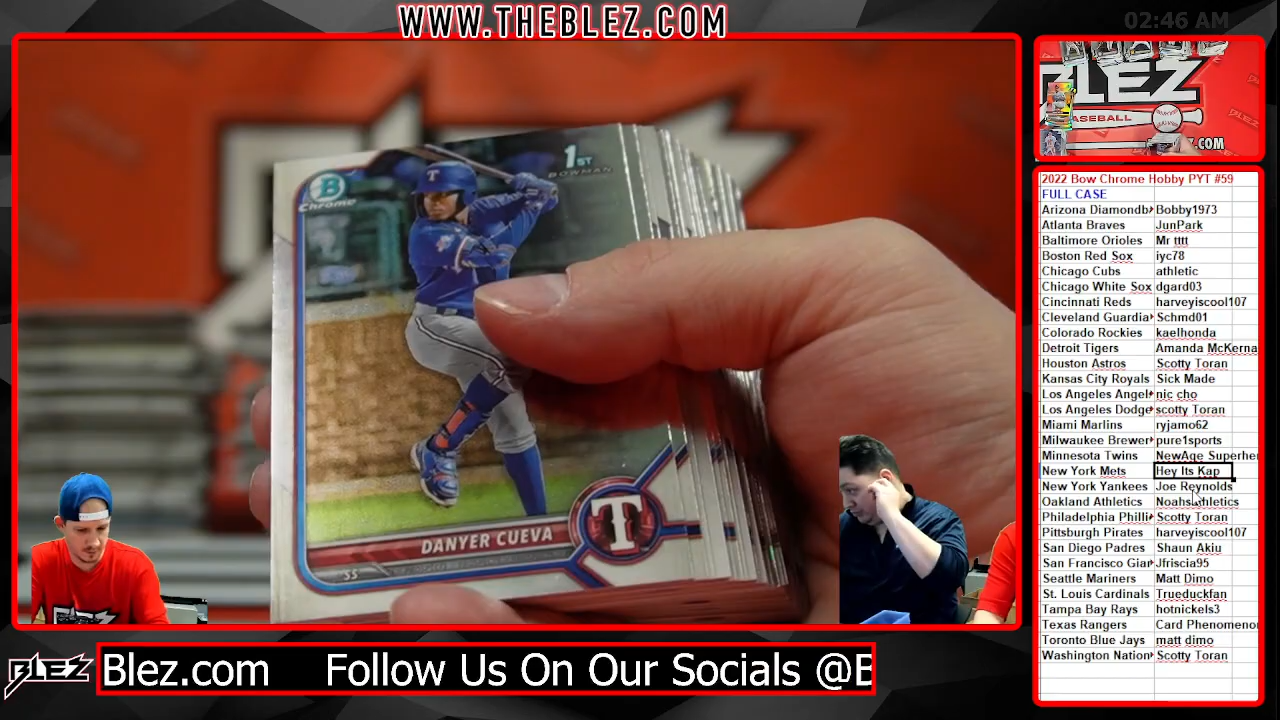 WWW.THEBLEZ.COM
02:46 AM
BLEZ
BASEBALL
.COM
1ST
BOWMAN
B
Chrome
T
DANYER CUEVA
SS
T
2022 Bow Chrome Hobby PYT #59
FULL CASE
Arizona Diamondb Bobby1973
Atlanta Braves JunPark
Baltimore Orioles Mr tttt
Boston Red Sox iyc78
Chicago Cubs athletic
Chicago White Sox dgard03
Cincinnati Reds harveyiscool107
Cleveland Guardia Schmd01
Colorado Rockies kaelhonda
Detroit Tigers Amanda McKerna
Houston Astros Scotty Toran
Kansas City Royals Sick Made
Los Angeles Angel nic cho
Los Angeles Dodge scotty Toran
Miami Marlins ryjamo62
Milwaukee Brewer pure1sports
Minnesota Twins NewAge Superhe
New York Mets Hey Its Kap
New York Yankees Joe Reynolds
Oakland Athletics Noahsathletics
Philadelphia Philli Scotty Toran
Pittsburgh Pirates harveyiscool107
San Diego Padres Shaun Akiu
San Francisco Gian Jfriscia95
Seattle Mariners Matt Dimo
St. Louis Cardinals Trueduckfan
Tampa Bay Rays hotnickels3
Texas Rangers Card Phenomenon
Toronto Blue Jays matt dimo
Washington Nation Scotty Toran
BLEZ Blez.com Follow Us On Our Socials @B